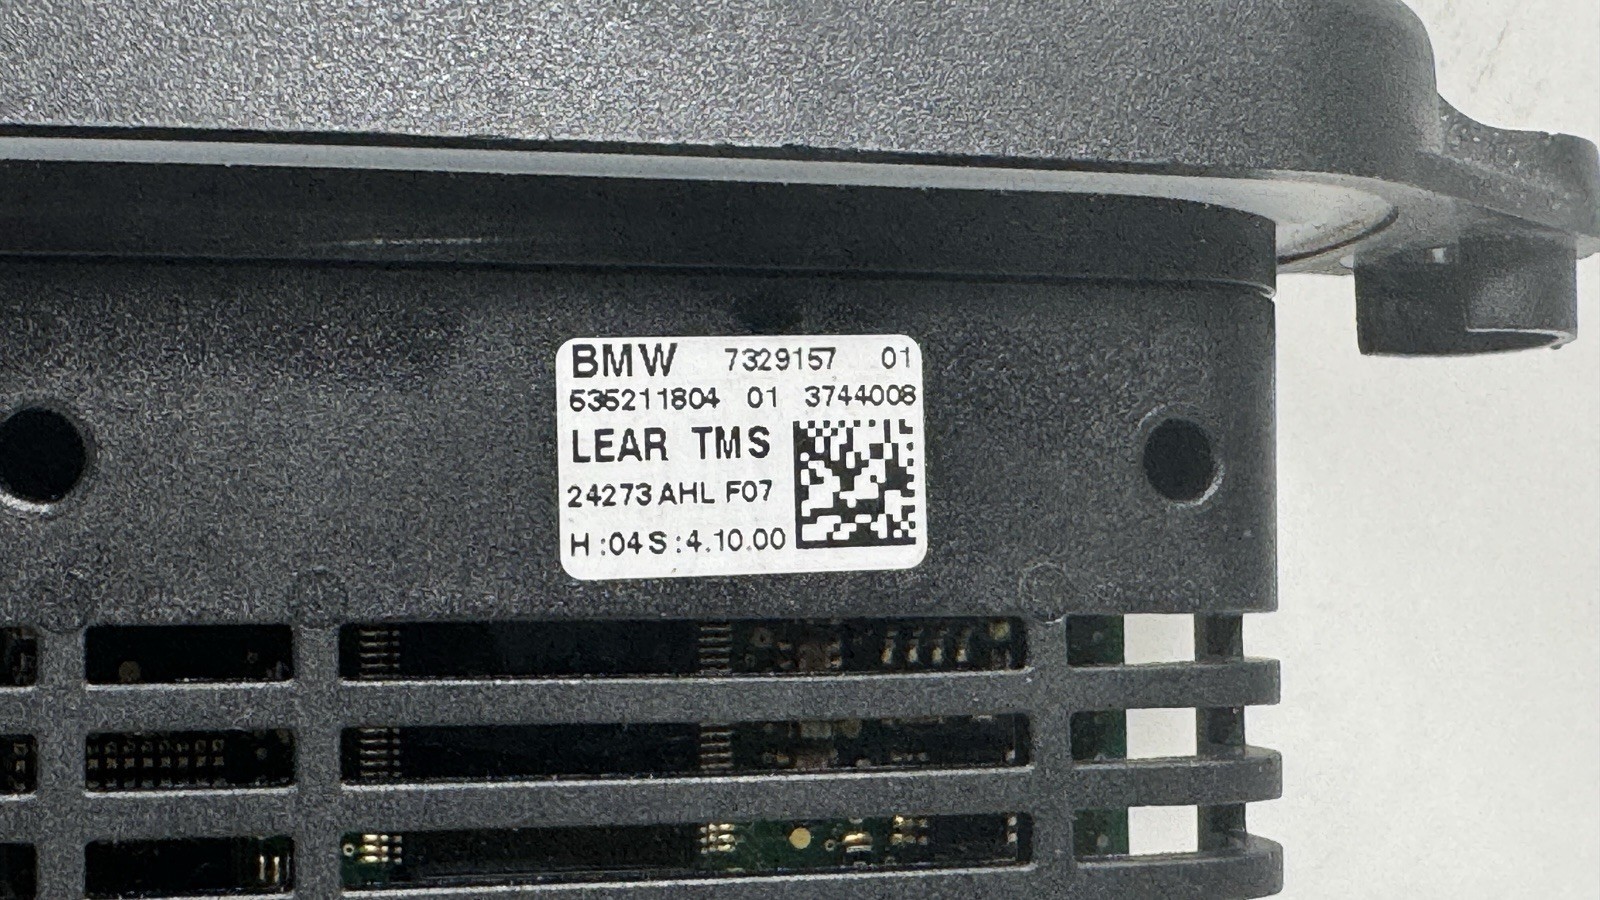 BMW 7329157 01
535211804 01 3744008
LEAR TMS
24273 AHL F07
H:04 S:4.10.00